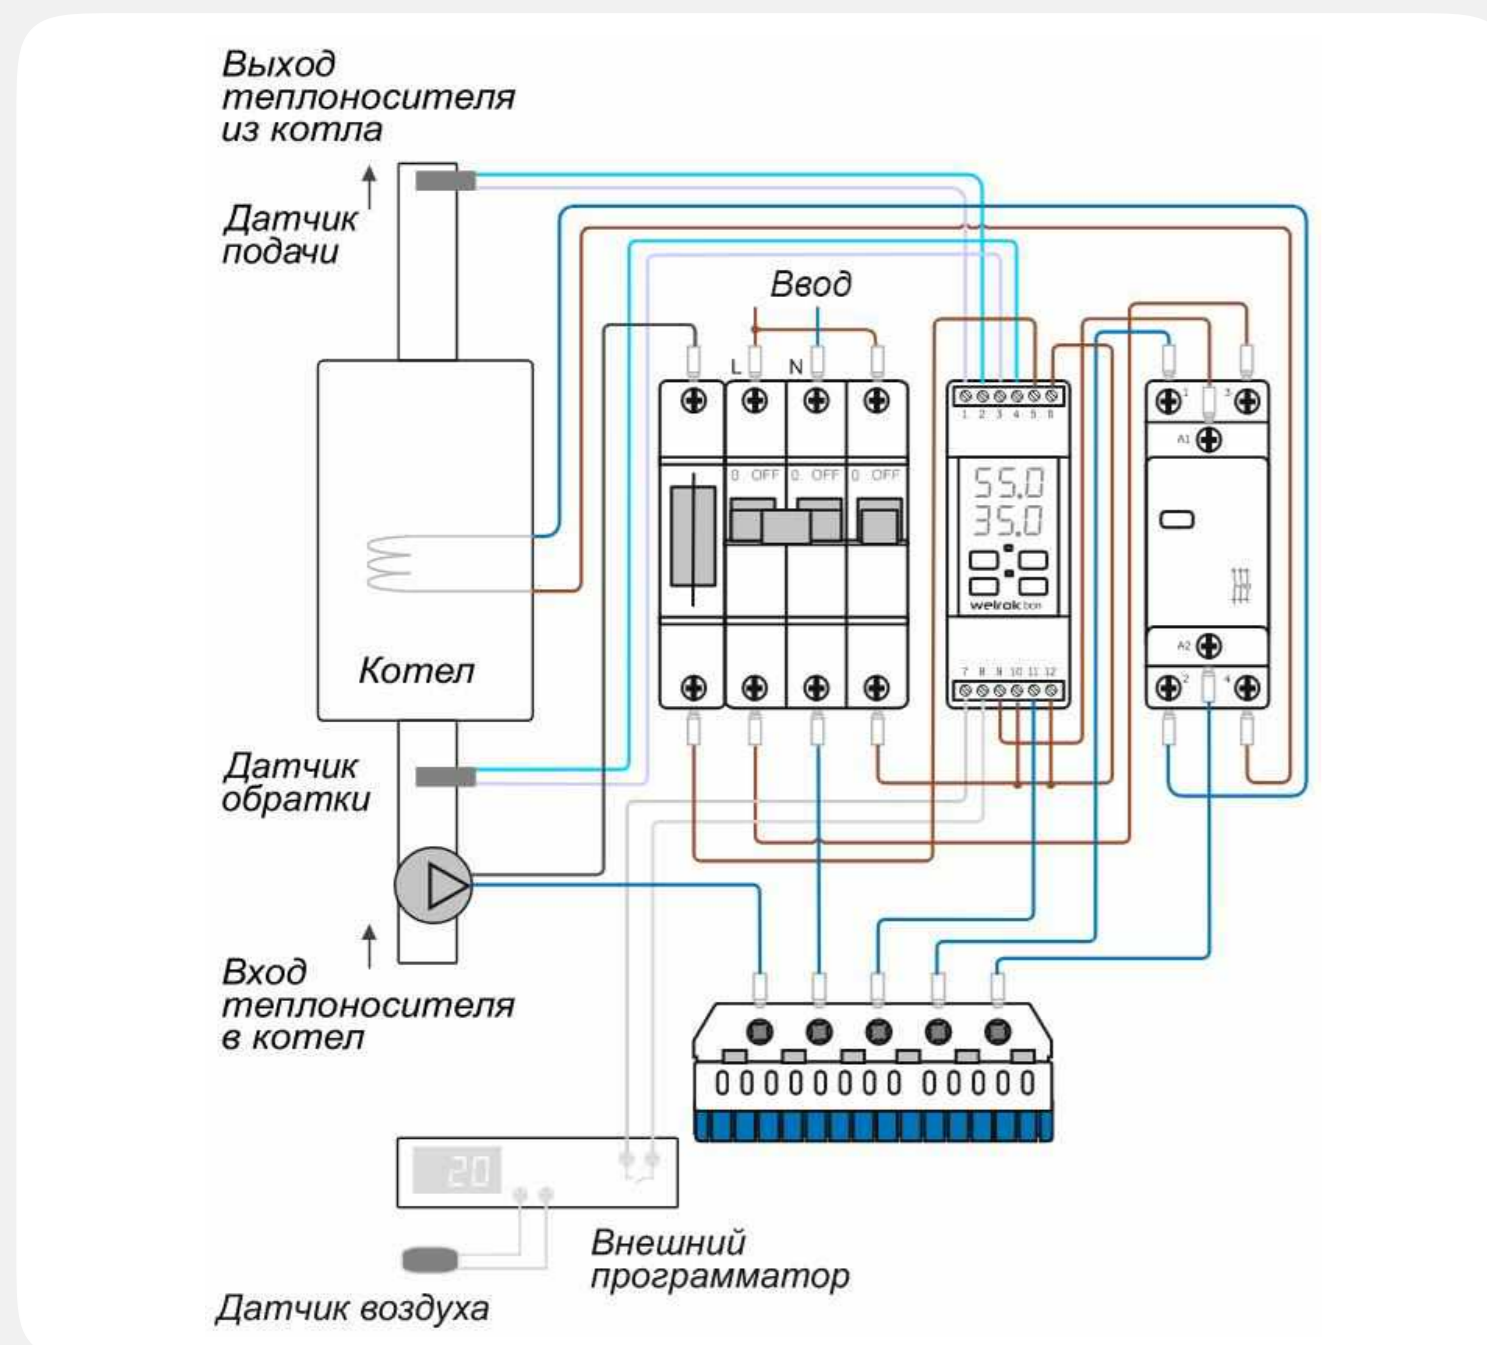 Выход
теплоносителя
из котла
Датчик
подачи
Ввод
L N
1 2 3 4 5 6
1 3
A1
0 OFF 0 OFF 0 OFF
55.0
35.0
welrok bon
Котел
A2
7 8 9 10 11 12
2 4
Датчик
обратки
Вход
теплоносителя
в котел
20
Внешний
программатор
Датчик воздуха